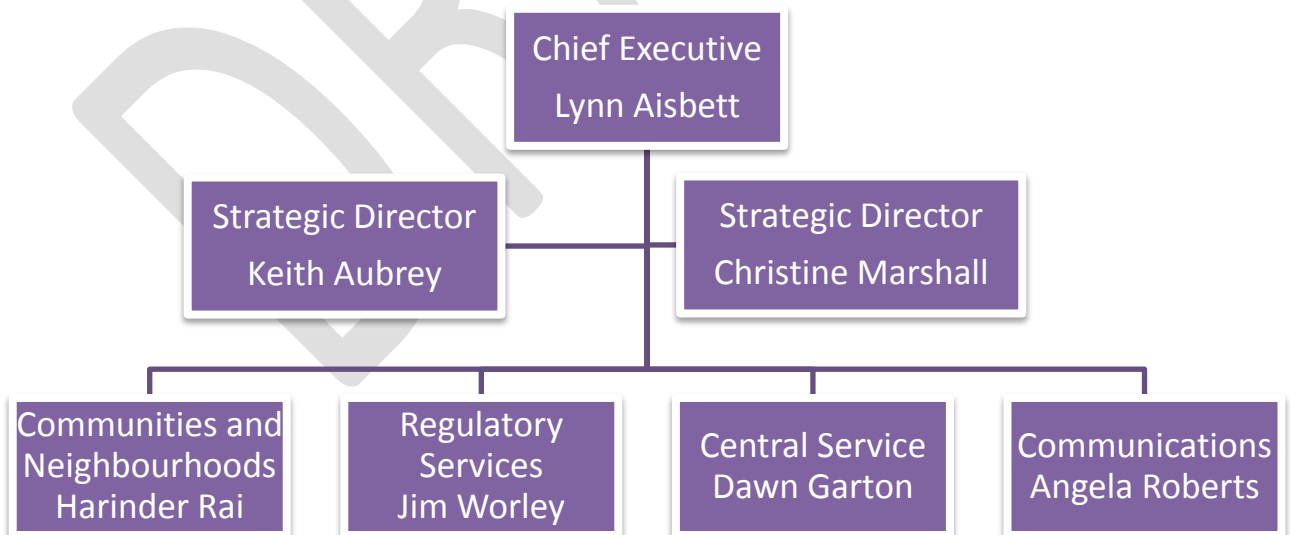 Chief Executive
Lynn Aisbett
Strategic Director
Keith Aubrey
Strategic Director
Christine Marshall
Communities and
Neighbourhoods
Harinder Rai
Regulatory
Services
Jim Worley
Central Service
Dawn Garton
Communications
Angela Roberts